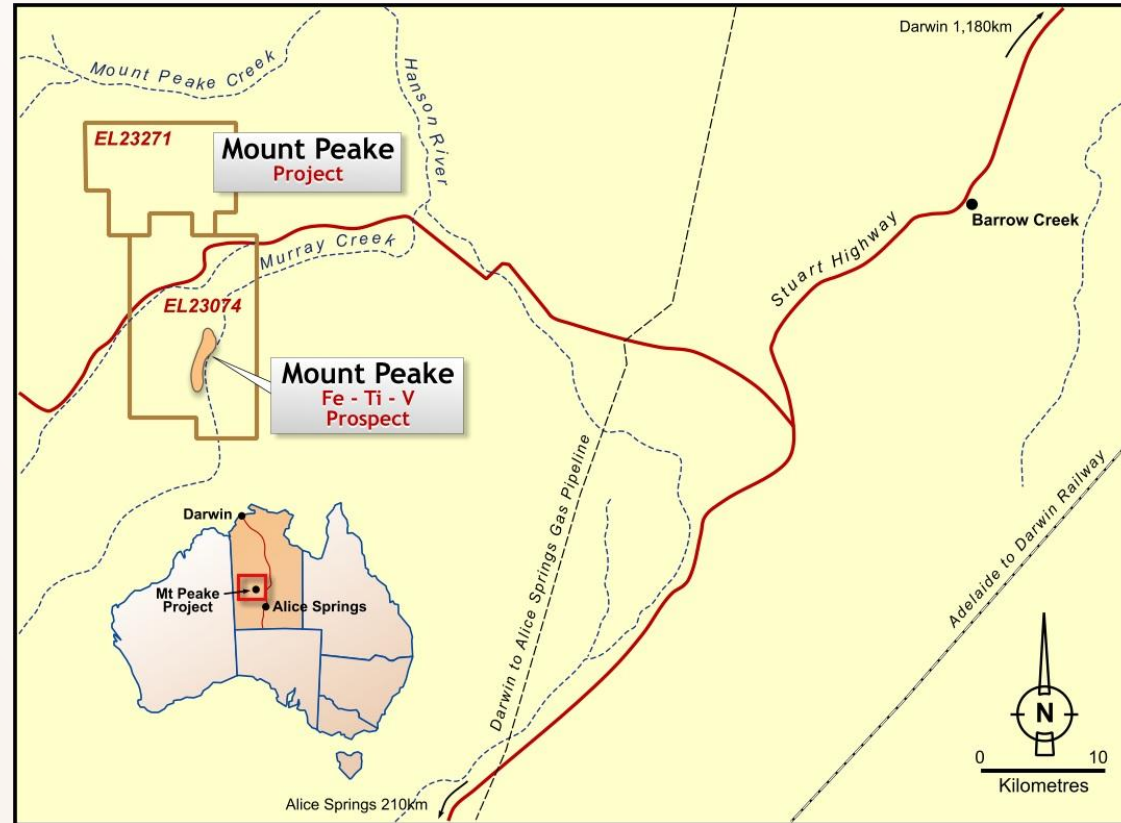 Darwin 1,180km
Mount Peake Creek
Hanson River
EL23271
Mount Peake
Project
Barrow Creek
Stuart Highway
Murray Creek
EL23074
Mount Peake
Fe - Ti - V
Prospect
Darwin to Alice Springs Gas Pipeline
Adelaide to Darwin Railway
Darwin
Mt Peake
Project
Alice Springs
N
0 10
Kilometres
Alice Springs 210km